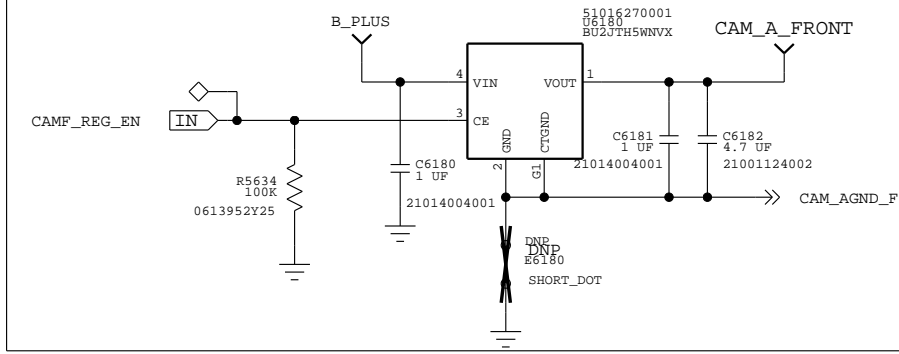 51016270001
U6180
BU2JTH5WNVX
B_PLUS
CAM_A_FRONT
4
VIN
VOUT
1
CAMF_REG_EN
IN
3
CE
GND
CTGND
2
G1
C6180
1 UF
21014004001
C6181
1 UF
21014004001
C6182
4.7 UF
21001124002
R5634
100K
0613952Y25
CAM_AGND_F
DNP
DNP
E6180
SHORT_DOT